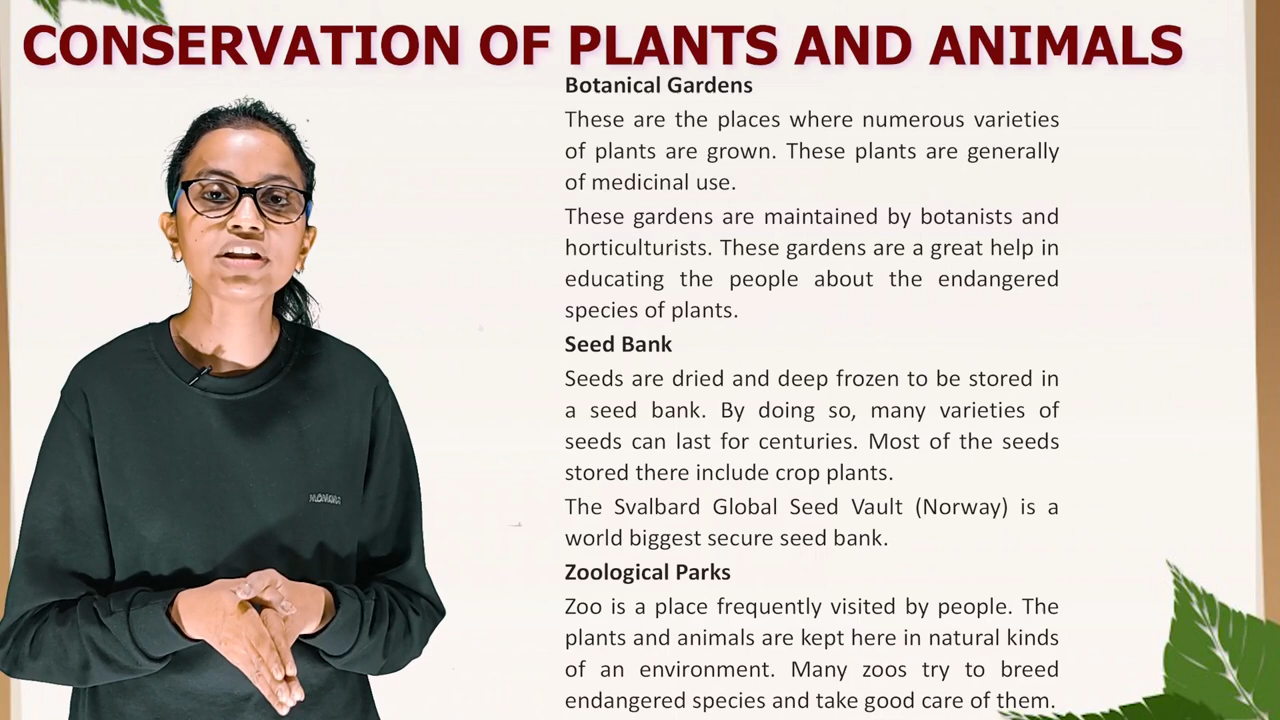 CONSERVATION OF PLANTS AND ANIMALS
Botanical Gardens
These are the places where numerous varieties
of plants are grown. These plants are generally
of medicinal use.
These gardens are maintained by botanists and
horticulturists. These gardens are a great help in
educating the people about the endangered
species of plants.
Seed Bank
Seeds are dried and deep frozen to be stored in
a seed bank. By doing so, many varieties of
seeds can last for centuries. Most of the seeds
stored there include crop plants.
The Svalbard Global Seed Vault (Norway) is a
world biggest secure seed bank.
Zoological Parks
Zoo is a place frequently visited by people. The
plants and animals are kept here in natural kinds
of an environment. Many zoos try to breed
endangered species and take good care of them.